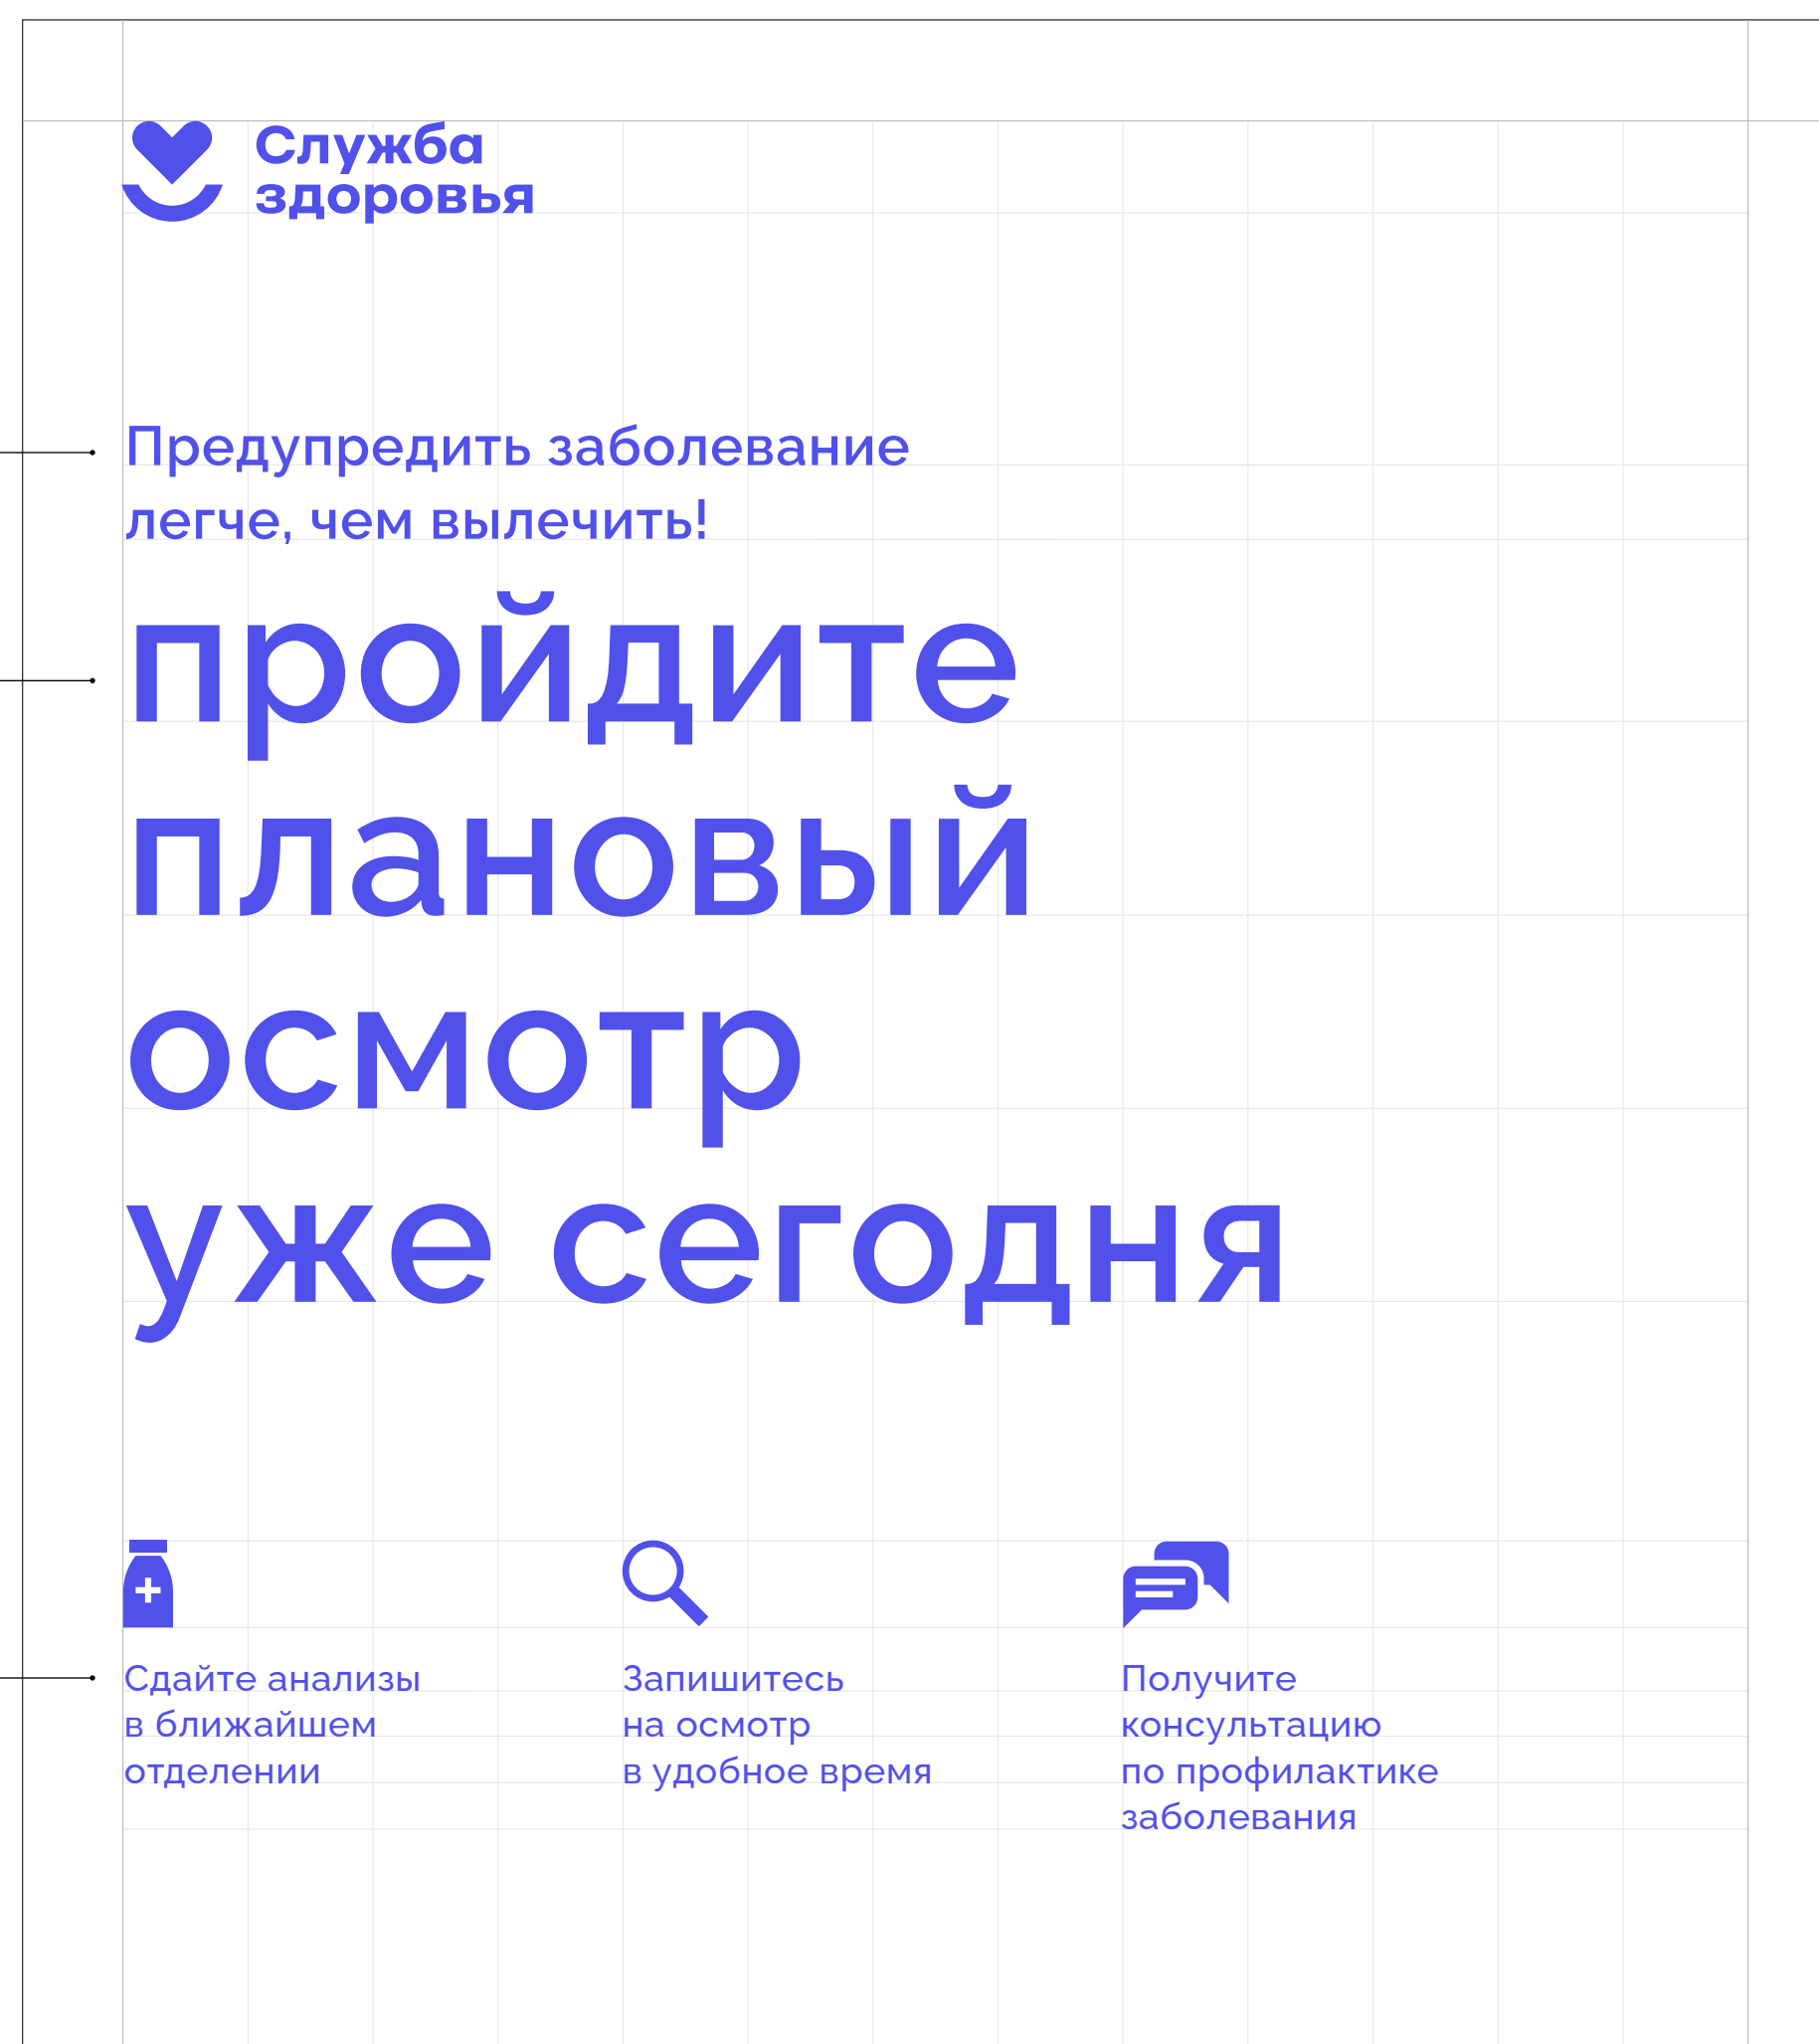 Служба
здоровья
Предупредить заболевание
легче, чем вылечить!
пройдите
плановый
осмотр
уже сегодня
Сдайте анализы
в ближайшем
отделении
Запишитесь
на осмотр
в удобное время
Получите
консультацию
по профилактике
заболевания